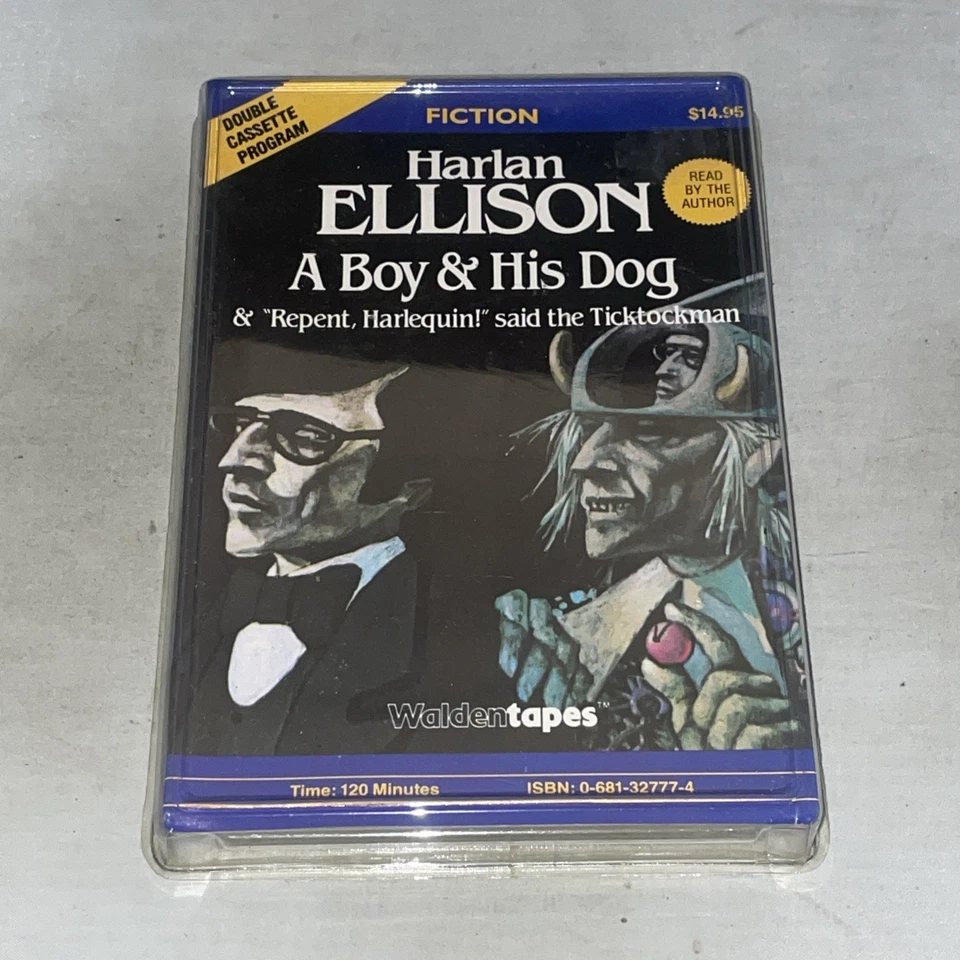 DOUBLE
CASSETTE
PROGRAM
FICTION
$14.95
Harlan
ELLISON
READ
BY THE
AUTHOR
A Boy & His Dog
& "Repent, Harlequin!" said the Ticktockman
Waldentapes™
Time: 120 Minutes
ISBN: 0-681-32777-4